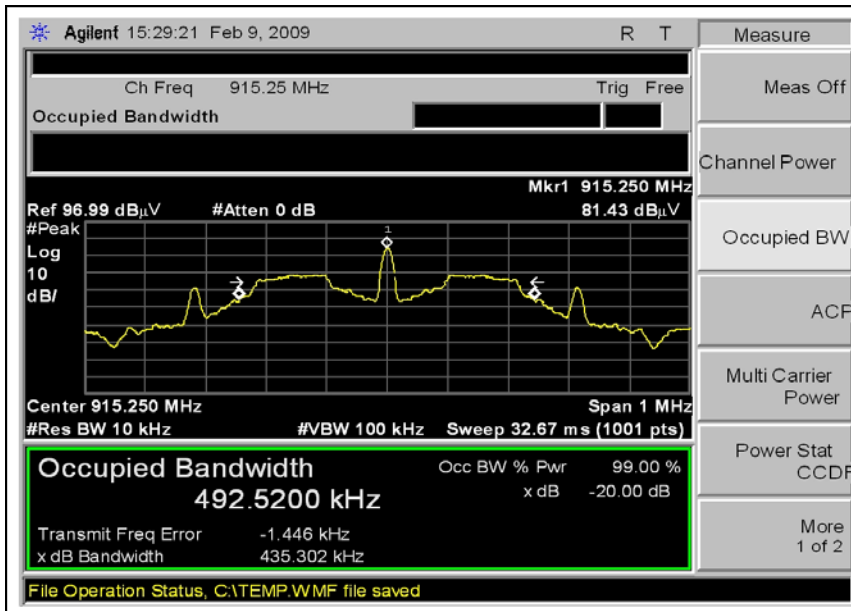 Agilent 15:29:21 Feb 9, 2009 R T
Measure
Ch Freq 915.25 MHz Trig Free
Occupied Bandwidth
Meas Off
Channel Power
Occupied BW
ACP
Multi Carrier
Power
Power Stat
CCDF
More
1 of 2
Mkr1 915.250 MHz
Ref 96.99 dBµV #Atten 0 dB 81.43 dBµV
#Peak
Log
10
dB/
1
Center 915.250 MHz Span 1 MHz
#Res BW 10 kHz #VBW 100 kHz Sweep 32.67 ms (1001 pts)
Occupied Bandwidth
492.5200 kHz
Occ BW % Pwr 99.00 %
x dB -20.00 dB
Transmit Freq Error -1.446 kHz
x dB Bandwidth 435.302 kHz
File Operation Status, C:\TEMP.WMF file saved